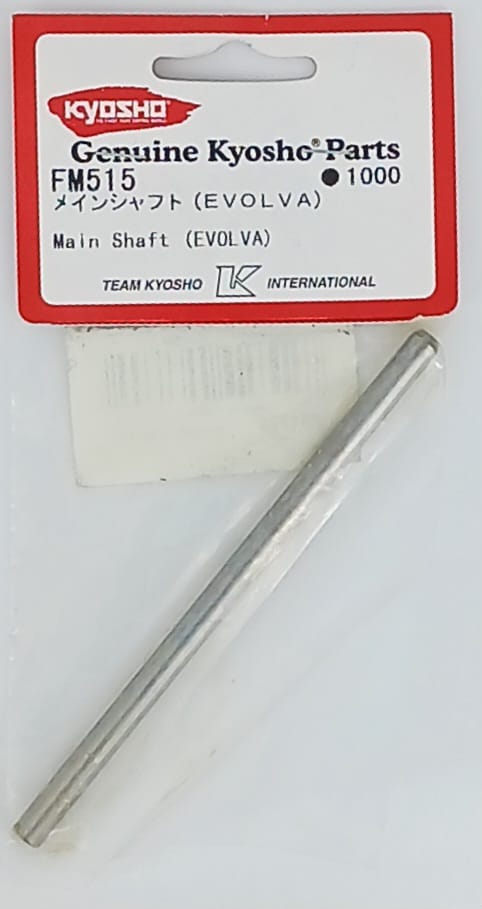 KYOSHO
Genuine Kyosho® Parts
FM515 ●1000
メインシャフト (EVOLVA)
Main Shaft (EVOLVA)
TEAM KYOSHO K INTERNATIONAL